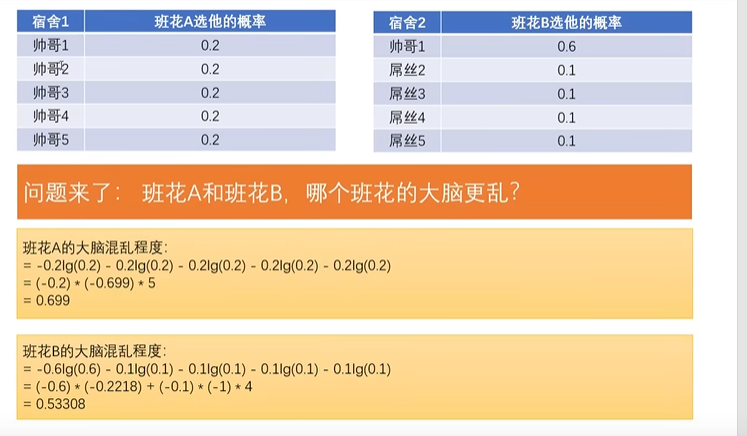 宿舍1 班花A选他的概率
帅哥1 0.2
帅哥2 0.2
帅哥3 0.2
帅哥4 0.2
帅哥5 0.2
宿舍2 班花B选他的概率
帅哥1 0.6
屌丝2 0.1
屌丝3 0.1
屌丝4 0.1
屌丝5 0.1
问题来了： 班花A和班花B，哪个班花的大脑更乱？
班花A的大脑混乱程度：
= -0.2lg(0.2) - 0.2lg(0.2) - 0.2lg(0.2) - 0.2lg(0.2) - 0.2lg(0.2)
= (-0.2) * (-0.699) * 5
= 0.699
班花B的大脑混乱程度：
= -0.6lg(0.6) - 0.1lg(0.1) - 0.1lg(0.1) - 0.1lg(0.1) - 0.1lg(0.1)
= (-0.6) * (-0.2218) + (-0.1) * (-1) * 4
= 0.53308